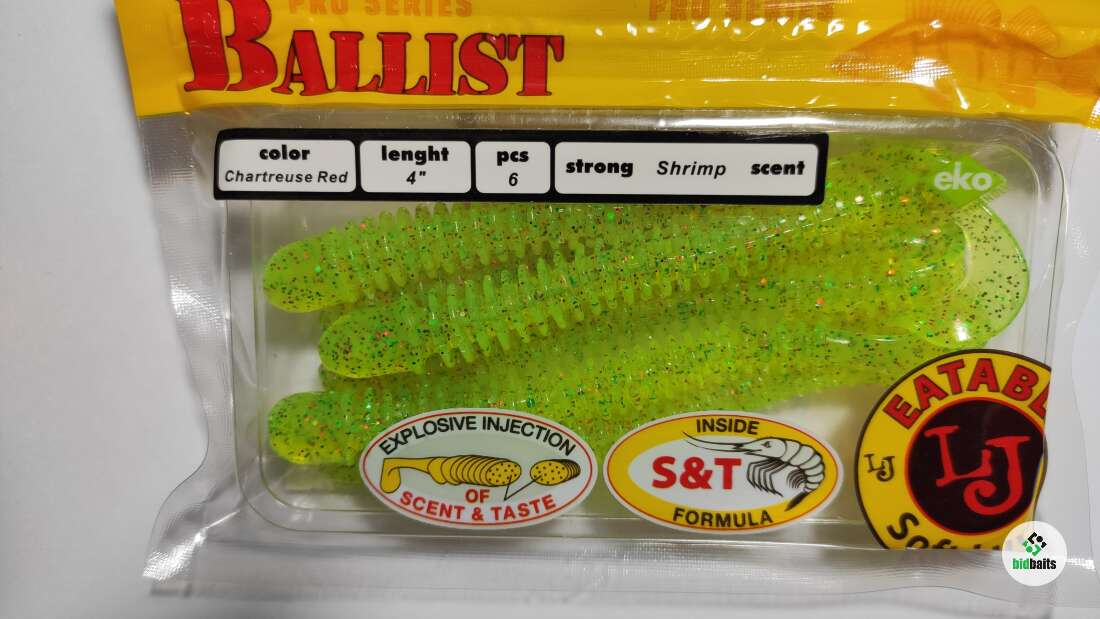 PRO SERIES PRO SERIES
BALLIST
color lenght pcs strong Shrimp scent
Chartreuse Red 4" 6
eko
EXPLOSIVE INJECTION
OF
SCENT & TASTE
INSIDE
S&T
FORMULA
LJ
LJ
bidbaits